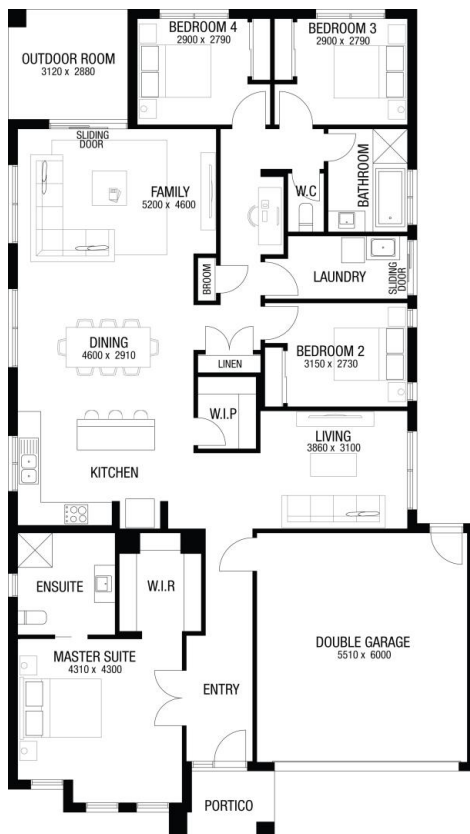 BEDROOM 4
2900 x 2790
BEDROOM 3
2900 x 2790
OUTDOOR ROOM
3120 x 2880
SLIDING
DOOR
FAMILY
5200 x 4600
W.C
BATHROOM
BROOM
LAUNDRY
SLIDING
DOOR
DINING
4600 x 2910
LINEN
BEDROOM 2
3150 x 2730
W.I.P
LIVING
3860 x 3100
KITCHEN
ENSUITE
W.I.R
DOUBLE GARAGE
5510 x 6000
MASTER SUITE
4310 x 4300
ENTRY
PORTICO